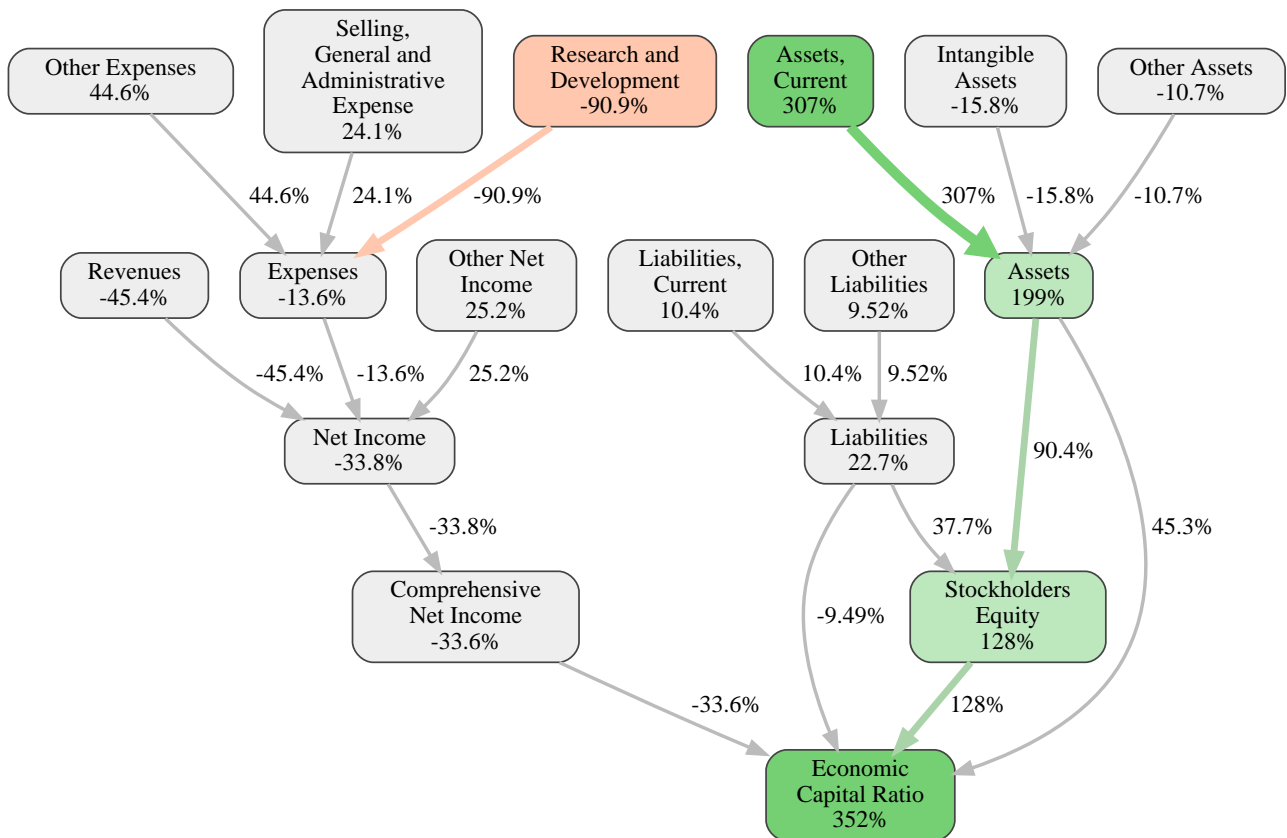 Other Expenses
44.6%
Selling,
General and
Administrative
Expense
24.1%
Research and
Development
-90.9%
Assets,
Current
307%
Intangible
Assets
-15.8%
Other Assets
-10.7%
44.6%
24.1%
-90.9%
307%
-15.8%
-10.7%
Revenues
-45.4%
Expenses
-13.6%
Other Net
Income
25.2%
Liabilities,
Current
10.4%
Other
Liabilities
9.52%
Assets
199%
-45.4%
-13.6%
25.2%
10.4%
9.52%
Net Income
-33.8%
Liabilities
22.7%
90.4%
-33.8%
37.7%
45.3%
Comprehensive
Net Income
-33.6%
-9.49%
Stockholders
Equity
128%
-33.6%
128%
Economic
Capital Ratio
352%